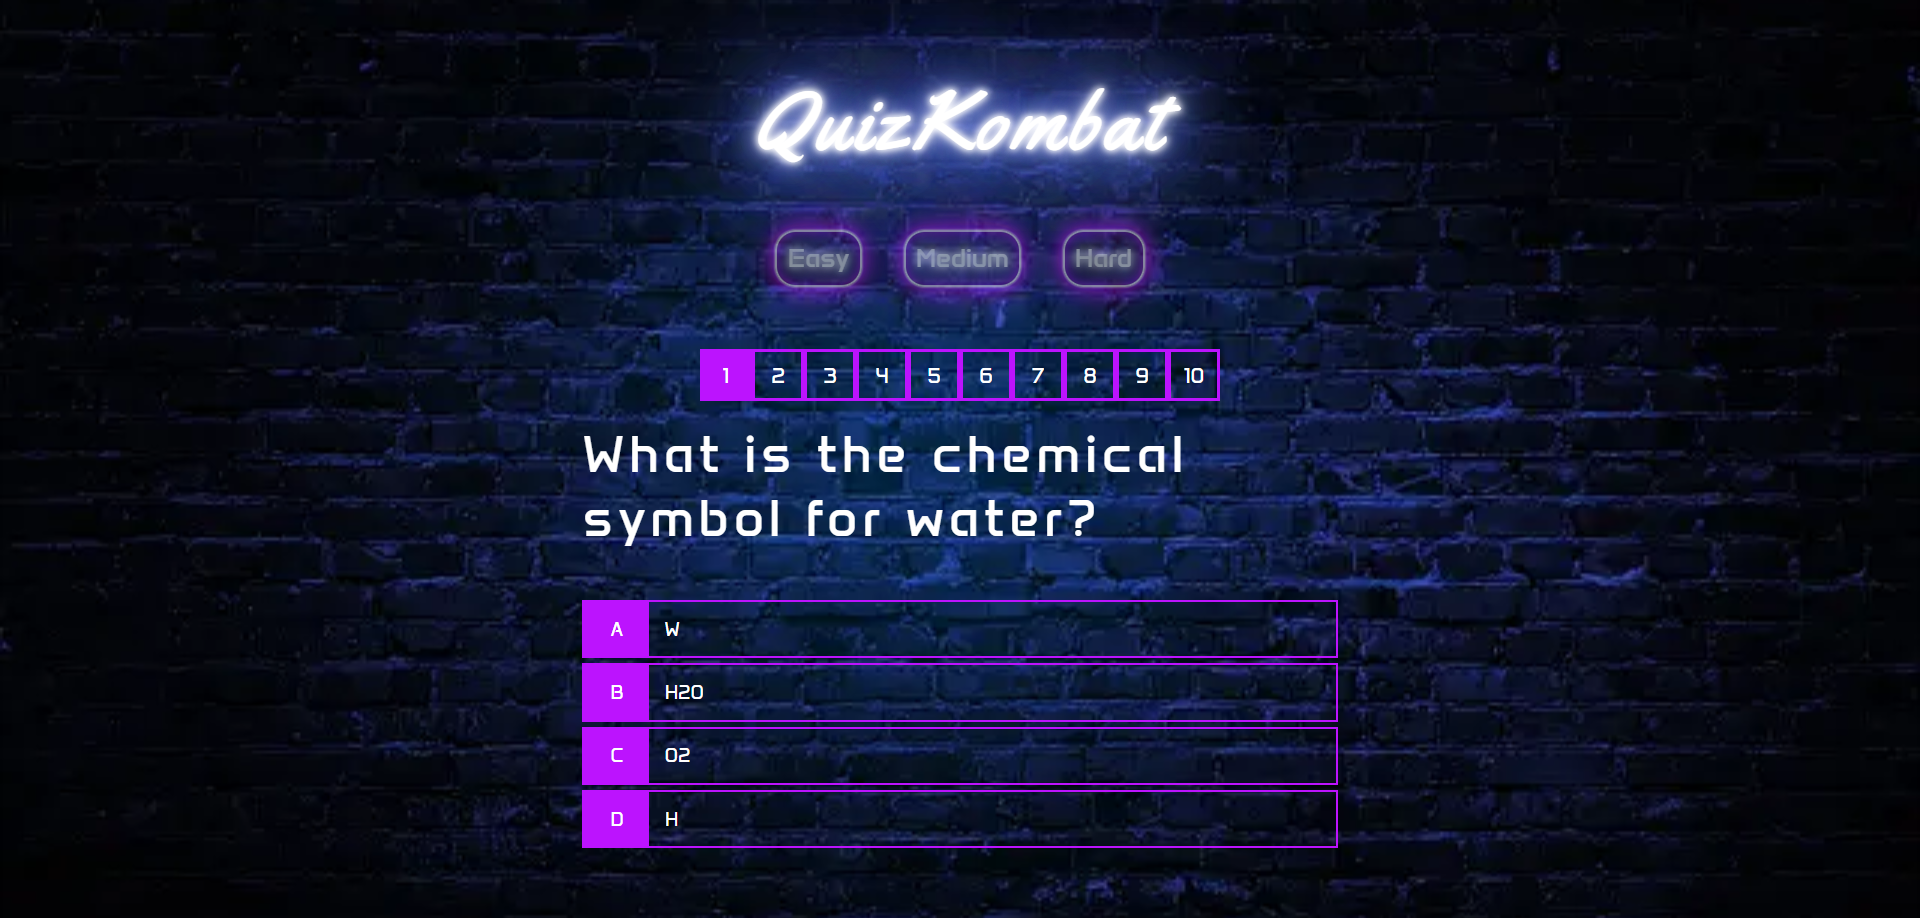 QuizKombat
Easy Medium Hard
1 2 3 4 5 6 7 8 9 10
What is the chemical
symbol for water?
A W
B H2O
C O2
D H